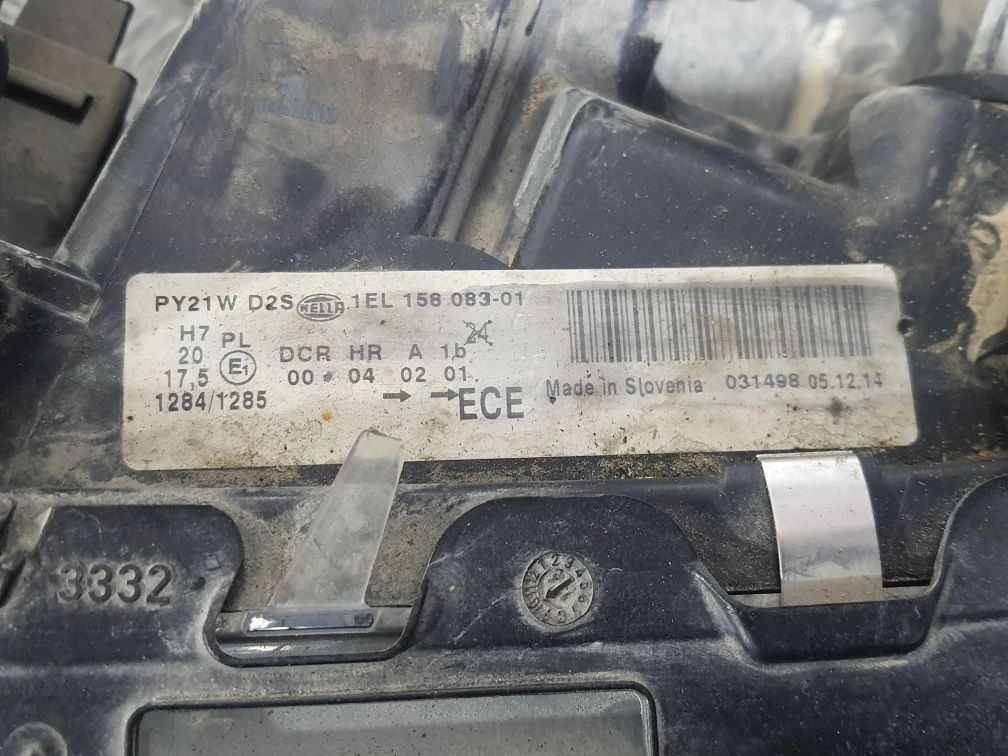 PY21W D2S HELLA 1EL 158 083-01
H7 PL 24
20 E1 DCR HR A 1b
17,5 00 04 02 01
1284/1285 → → ECE
Made in Slovenia 031498 05.12.14
3332